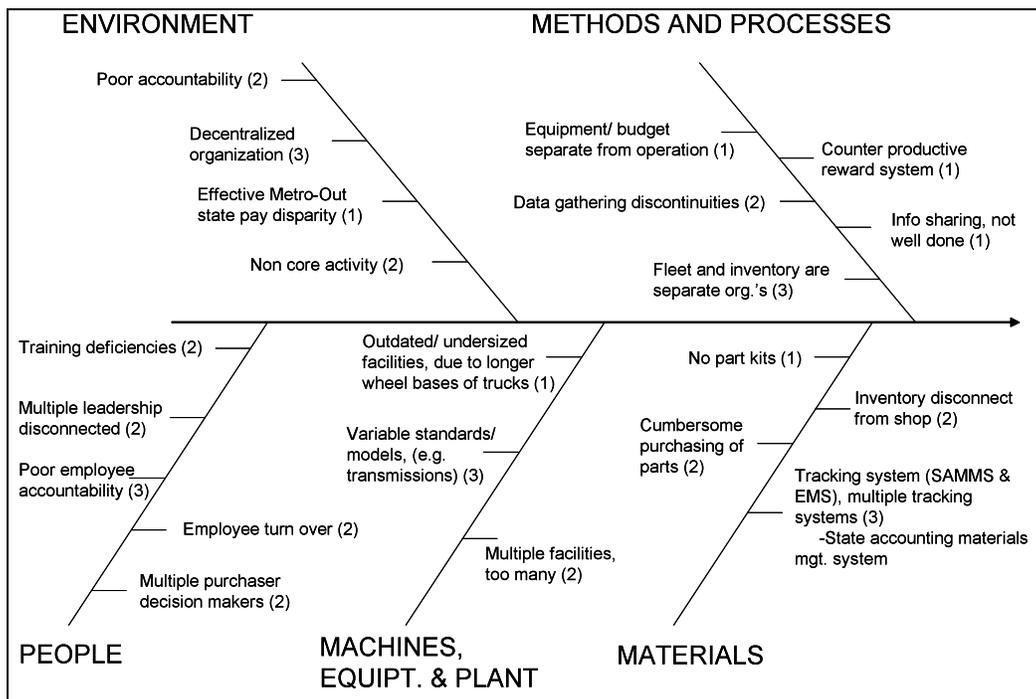 ENVIRONMENT
METHODS AND PROCESSES
Poor accountability (2)
Decentralized
organization (3)
Effective Metro-Out
state pay disparity (1)
Non core activity (2)
Equipment/ budget
separate from operation (1)
Counter productive
reward system (1)
Data gathering discontinuities (2)
Info sharing, not
well done (1)
Fleet and inventory are
separate org.'s (3)
Training deficiencies (2)
Multiple leadership
disconnected (2)
Poor employee
accountability (3)
Employee turn over (2)
Multiple purchaser
decision makers (2)
Outdated/ undersized
facilities, due to longer
wheel bases of trucks (1)
Variable standards/
models, (e.g.
transmissions) (3)
Multiple facilities,
too many (2)
No part kits (1)
Inventory disconnect
from shop (2)
Cumbersome
purchasing of
parts (2)
Tracking system (SAMMS &
EMS), multiple tracking
systems (3)
-State accounting materials
mgt. system
PEOPLE
MACHINES,
EQUIPT. & PLANT
MATERIALS